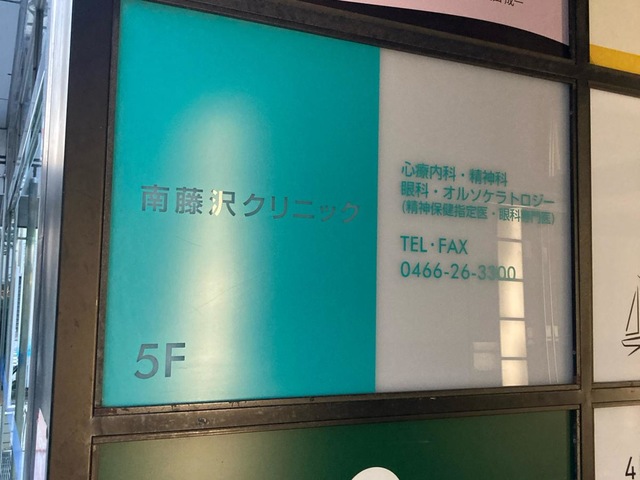 南藤沢クリニック
5F
心療内科・精神科
眼科・オルソケラトロジー
(精神保健指定医・眼科専門医)
TEL・FAX
0466-26-3300
4